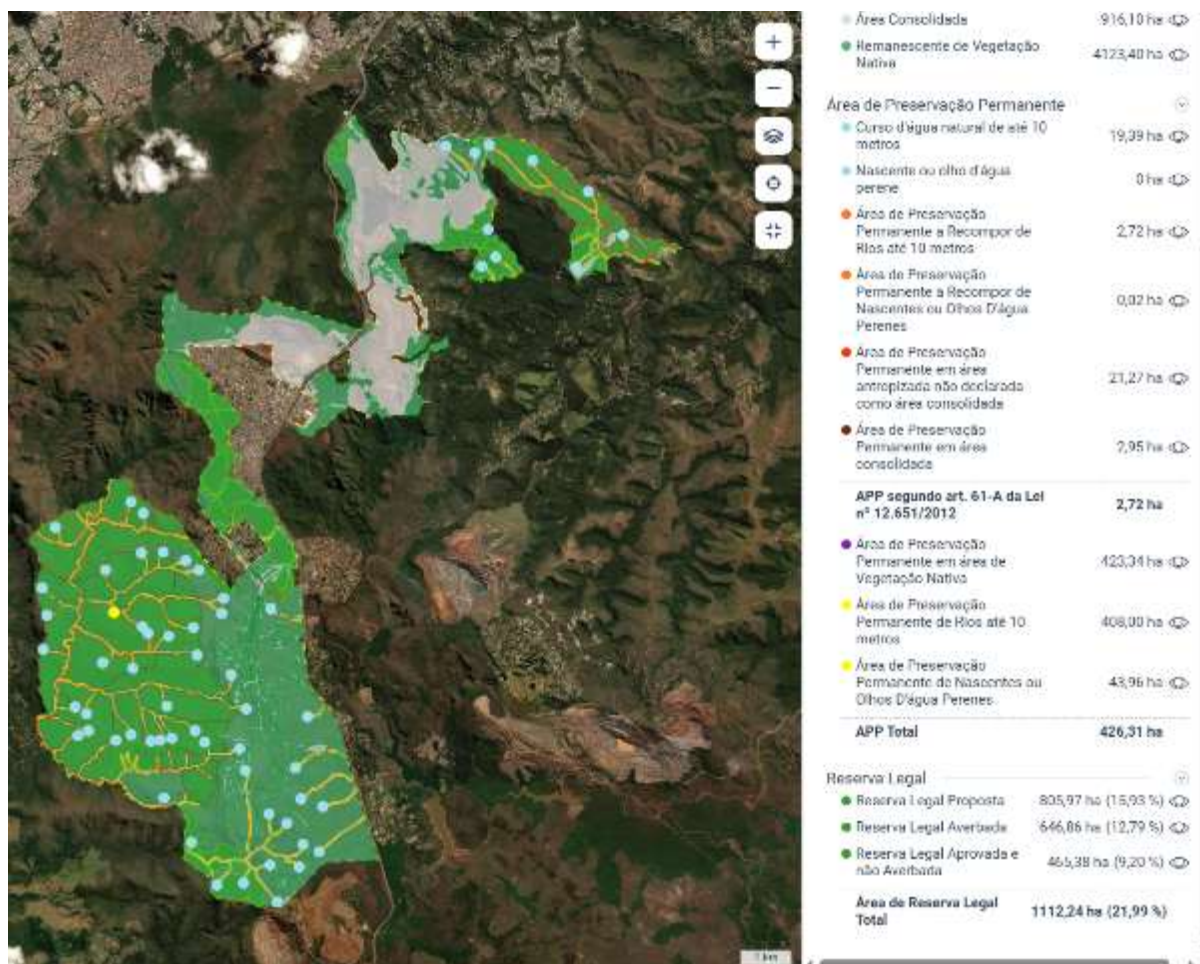 Área Consolidada 916,10 ha
Remanescente de Vegetação 4123,40 ha
Nativa
Área de Preservação Permanente
Curso d'água natural de até 10 19,39 ha
metros
Nascente ou olho d'água 0 ha
perene
Área de Preservação
Permanente a Recompor de 2,72 ha
Rios até 10 metros
Área de Preservação
Permanente a Recompor de 0,02 ha
Nascentes ou Olhos D'água
Perenes
Área de Preservação
Permanente em área 21,27 ha
antropizada não declarada
como área consolidada
Área de Preservação
Permanente em área 2,95 ha
consolidada
APP segundo art. 61-A da Lei 2,72 ha
nº 12.651/2012
Área de Preservação
Permanente em área de 423,34 ha
Vegetação Nativa
Área de Preservação
Permanente de Rios até 10 408,00 ha
metros
Área de Preservação
Permanente de Nascentes ou 43,96 ha
Olhos D'água Perenes
APP Total 426,31 ha
Reserva Legal
Reserva Legal Proposta 805,97 ha (15,93 %)
Reserva Legal Averbada 646,86 ha (12,79 %)
Reserva Legal Aprovada e 465,38 ha (9,20 %)
não Averbada
Área de Reserva Legal 1112,24 ha (21,99 %)
Total
1 km